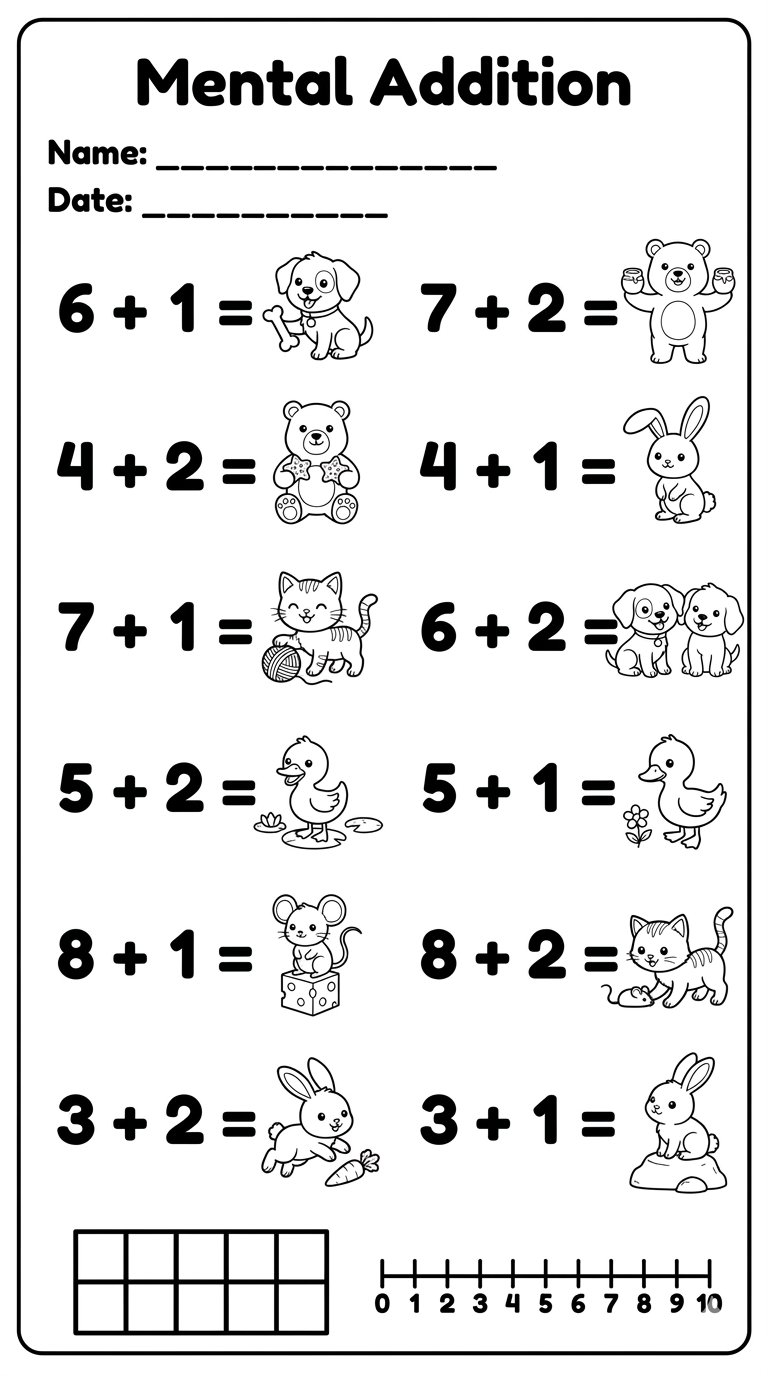 Mental Addition
Name: _______________
Date: ___________
6 + 1 =
7 + 2 =
4 + 2 =
4 + 1 =
7 + 1 =
6 + 2 =
5 + 2 =
5 + 1 =
8 + 1 =
8 + 2 =
3 + 2 =
3 + 1 =
0 1 2 3 4 5 6 7 8 9 10